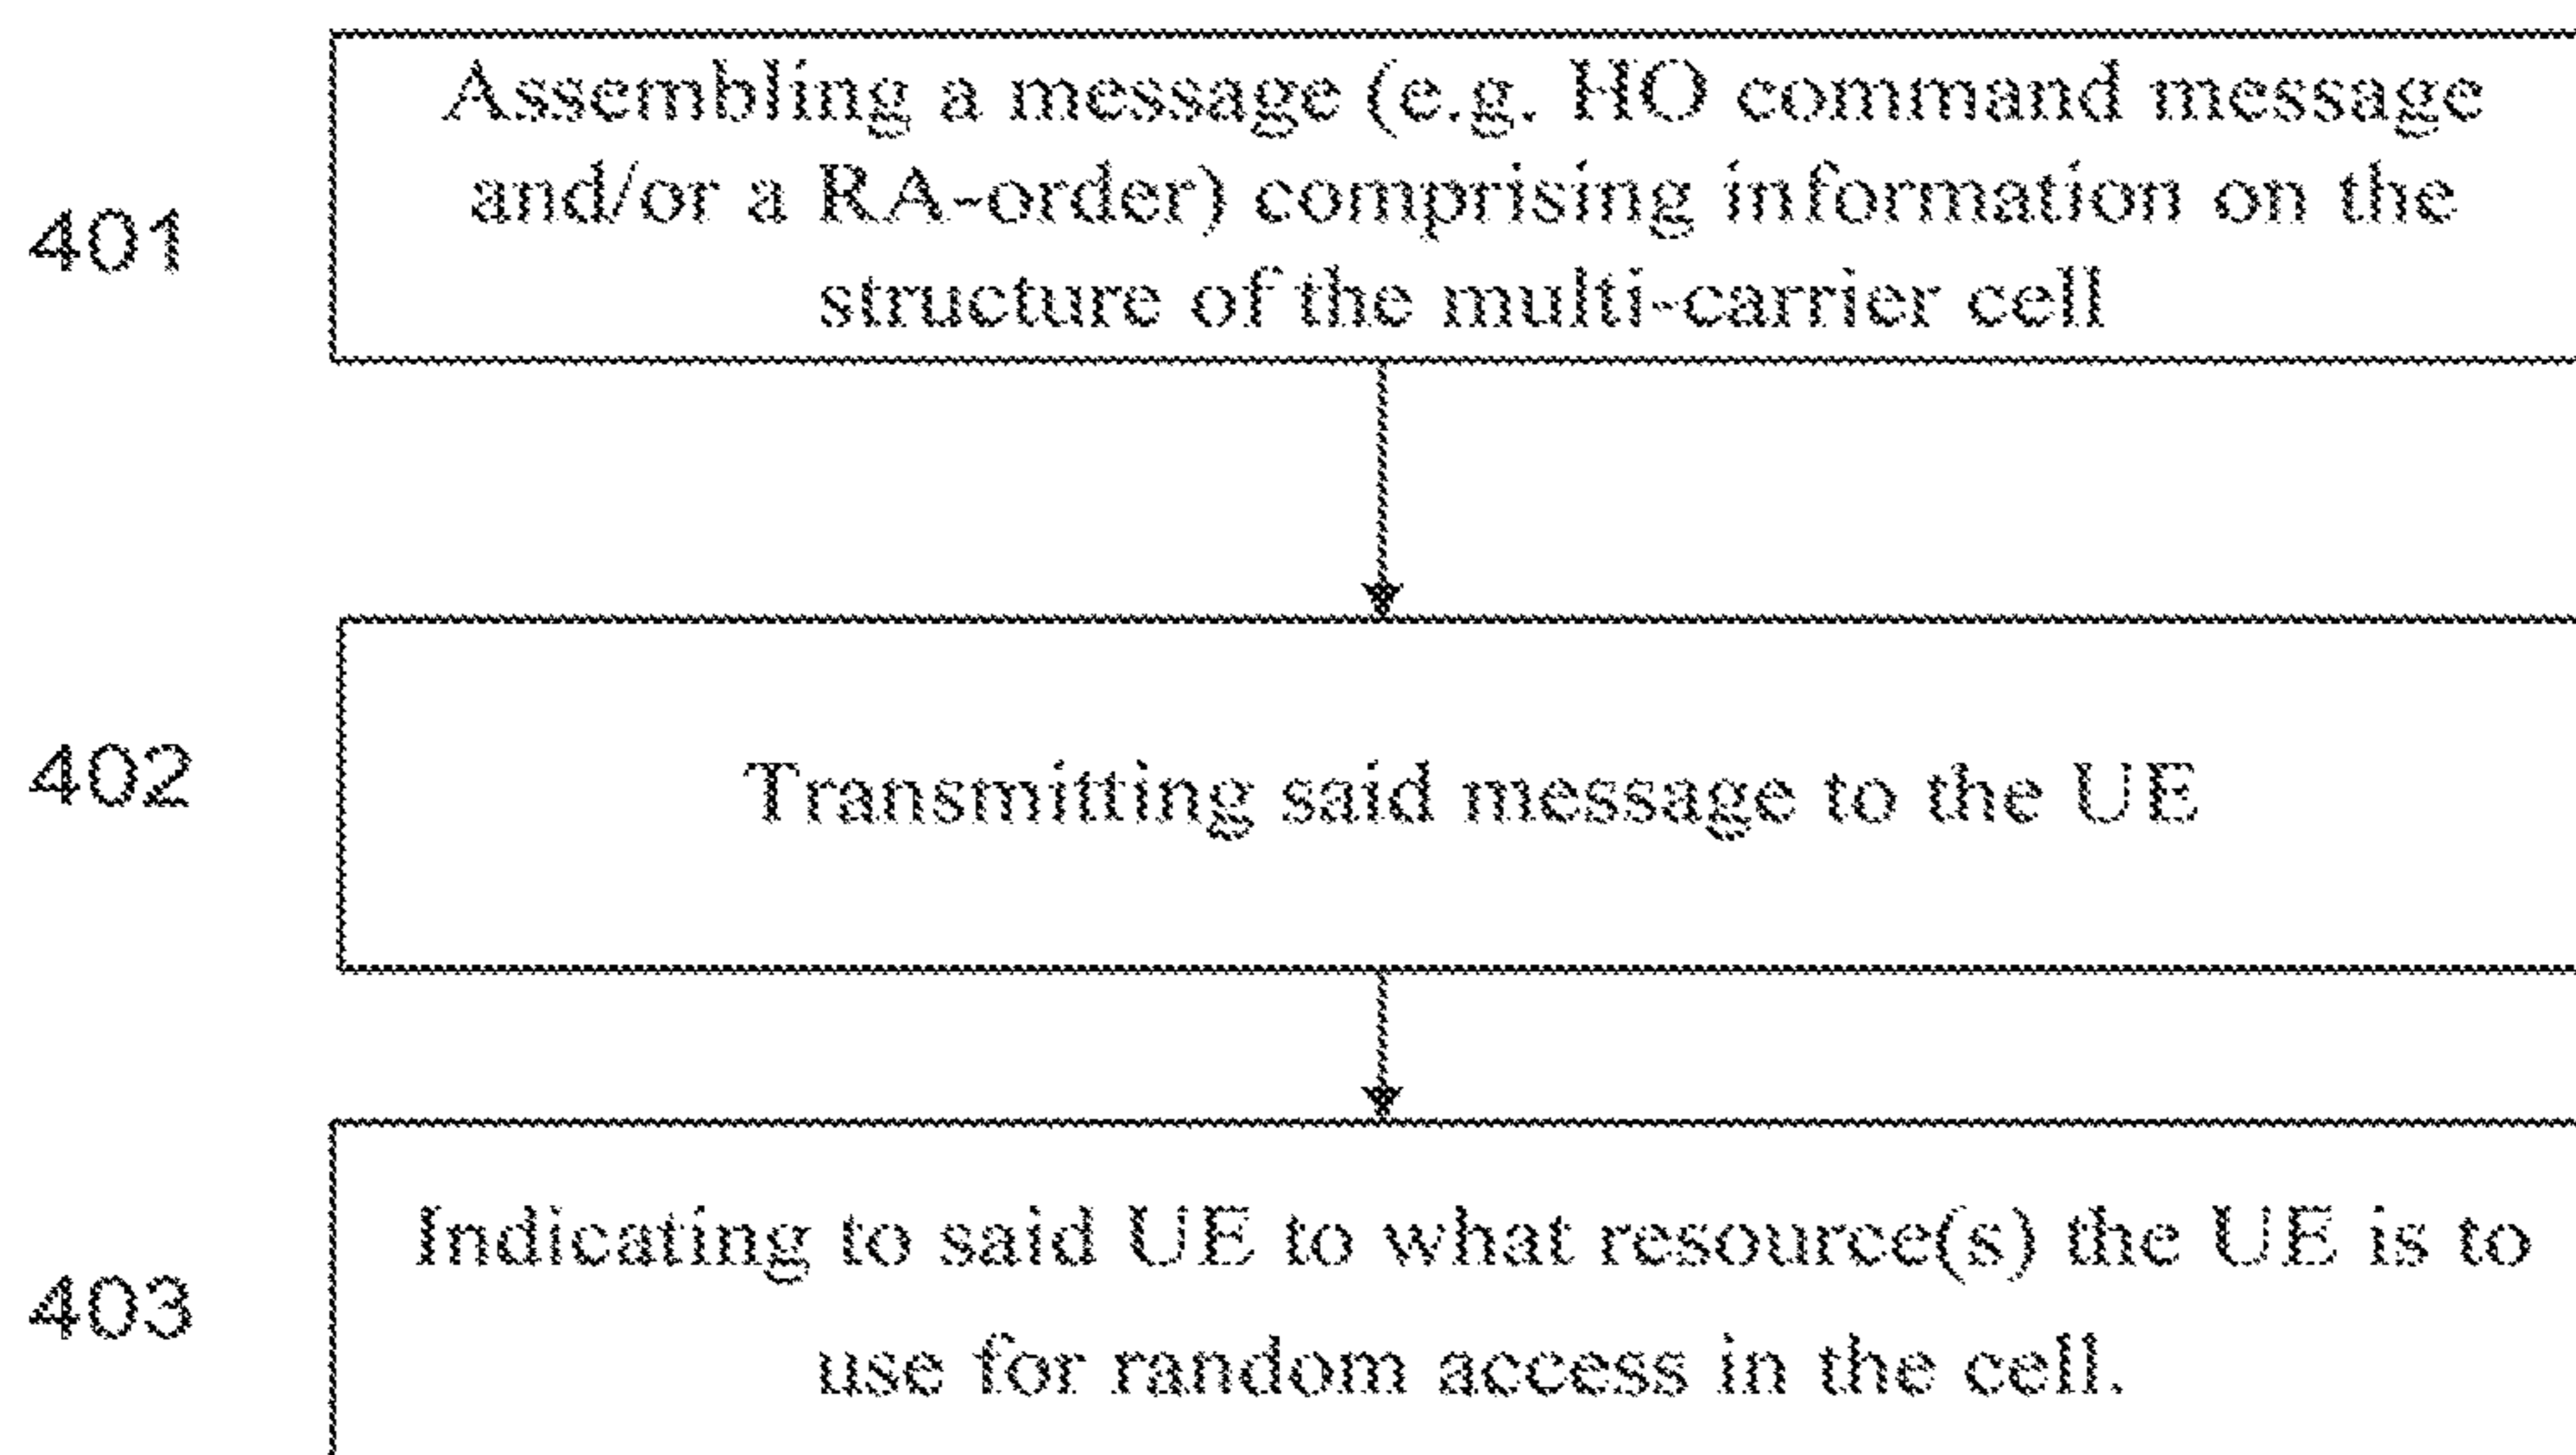 Assembling a message (e.g. HO command message
and/or a RA-order) comprising information on the
structure of the multi-carrier cell
401
Transmitting said message to the UE
402
Indicating to said UE to what resource(s) the UE is to
use for random access in the cell.
403